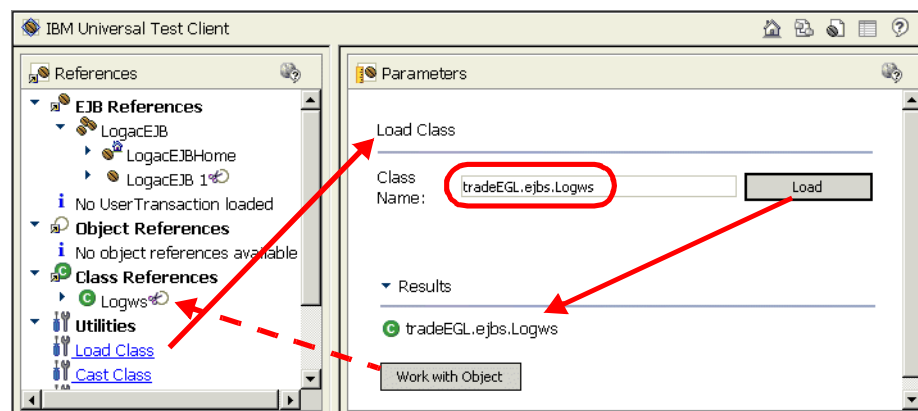 IBM Universal Test Client
References
EJB References
LogacEJB
LogacEJBHome
LogacEJB 1
No UserTransaction loaded
Object References
No object references available
Class References
Logws
Utilities
Load Class
Cast Class
Parameters
Load Class
Class Name:
tradeEGL.ejbs.Logws
Load
Results
tradeEGL.ejbs.Logws
Work with Object